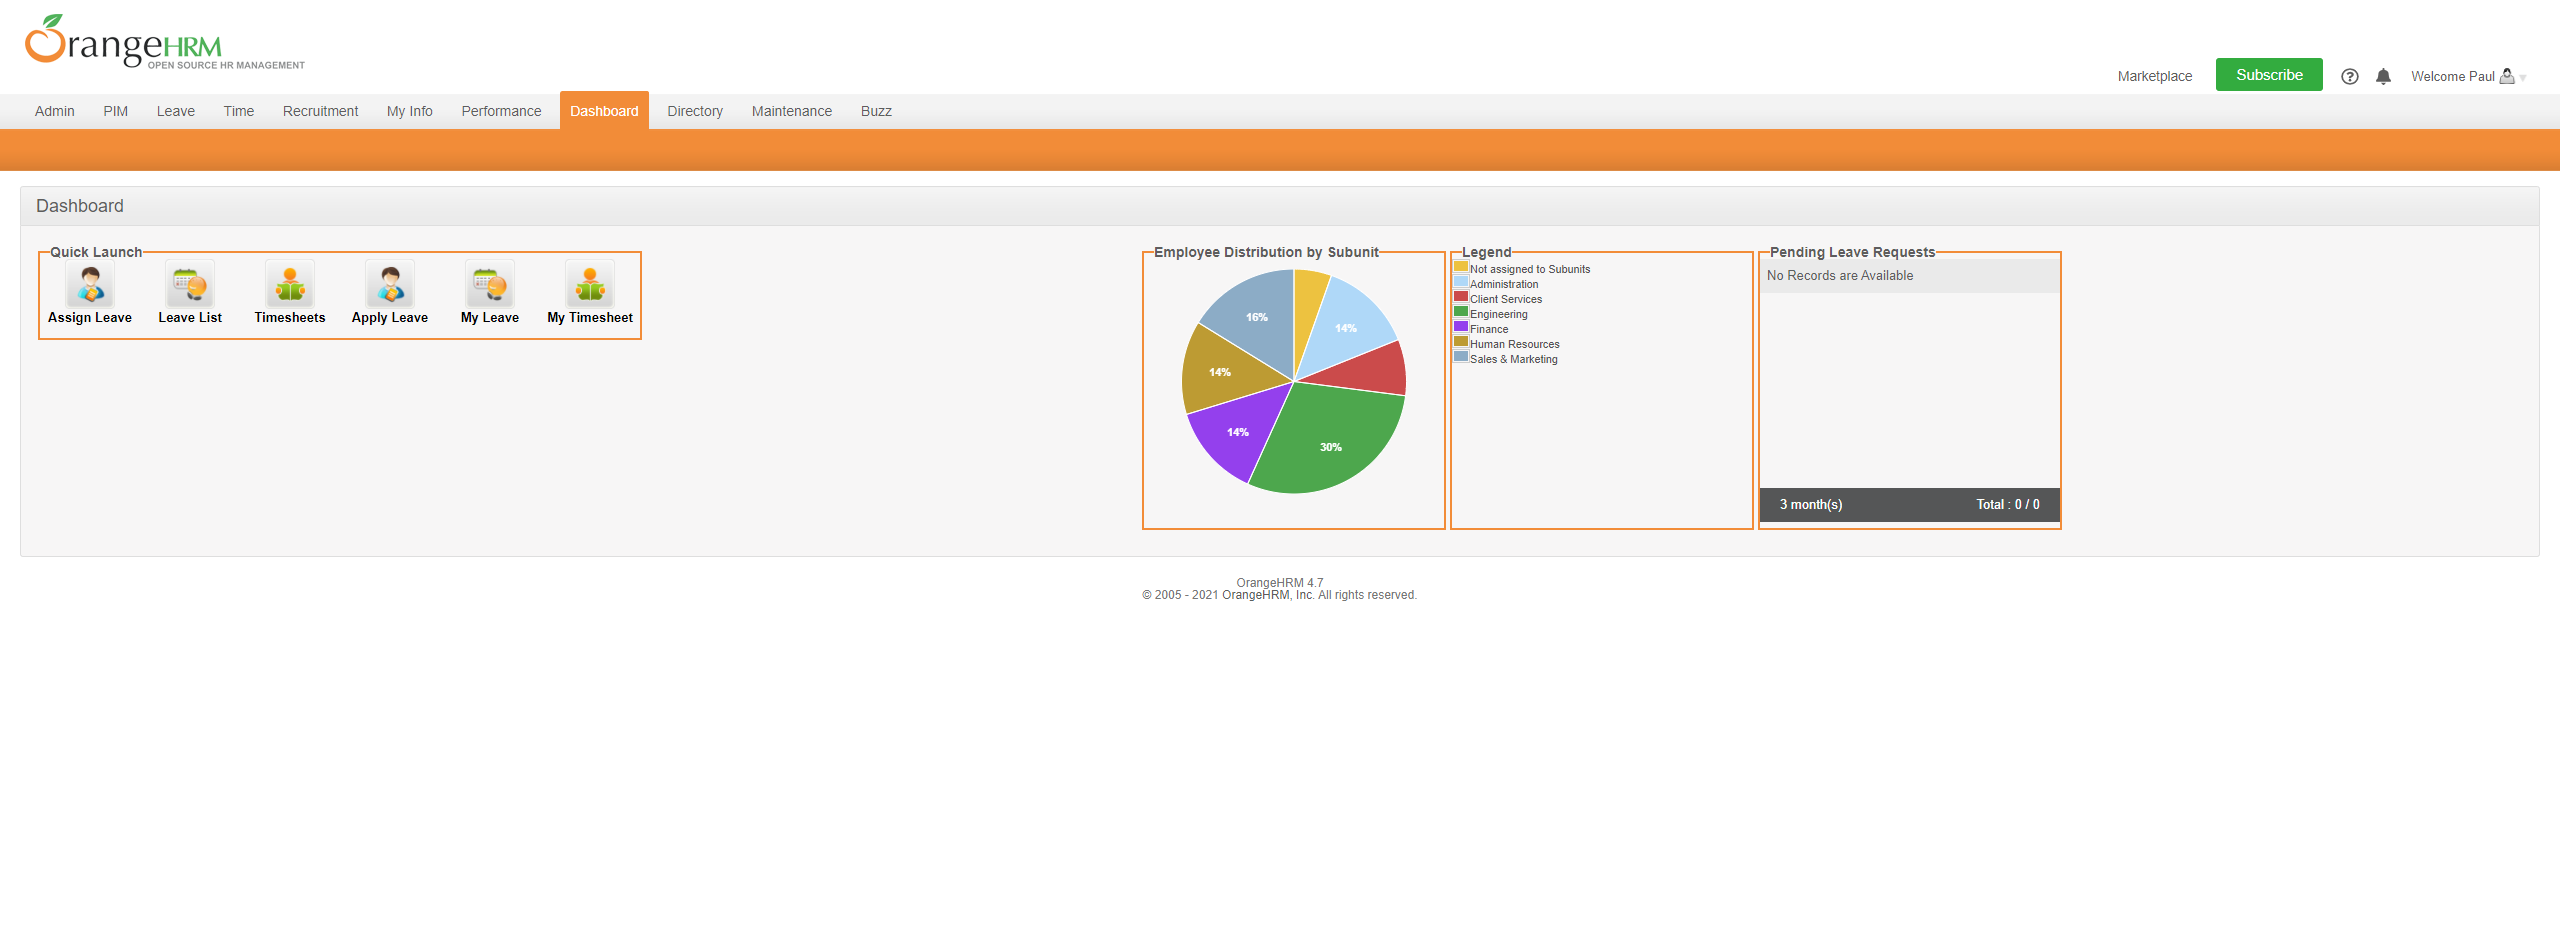 OrangeHRM
OPEN SOURCE HR MANAGEMENT
Marketplace
Subscribe
Welcome Paul
Admin
PIM
Leave
Time
Recruitment
My Info
Performance
Dashboard
Directory
Maintenance
Buzz
Dashboard
Quick Launch
Assign Leave
Leave List
Timesheets
Apply Leave
My Leave
My Timesheet
Employee Distribution by Subunit
16%
14%
14%
14%
30%
Legend
Not assigned to Subunits
Administration
Client Services
Engineering
Finance
Human Resources
Sales & Marketing
Pending Leave Requests
No Records are Available
3 month(s)
Total : 0 / 0
OrangeHRM 4.7
© 2005 - 2021 OrangeHRM, Inc. All rights reserved.